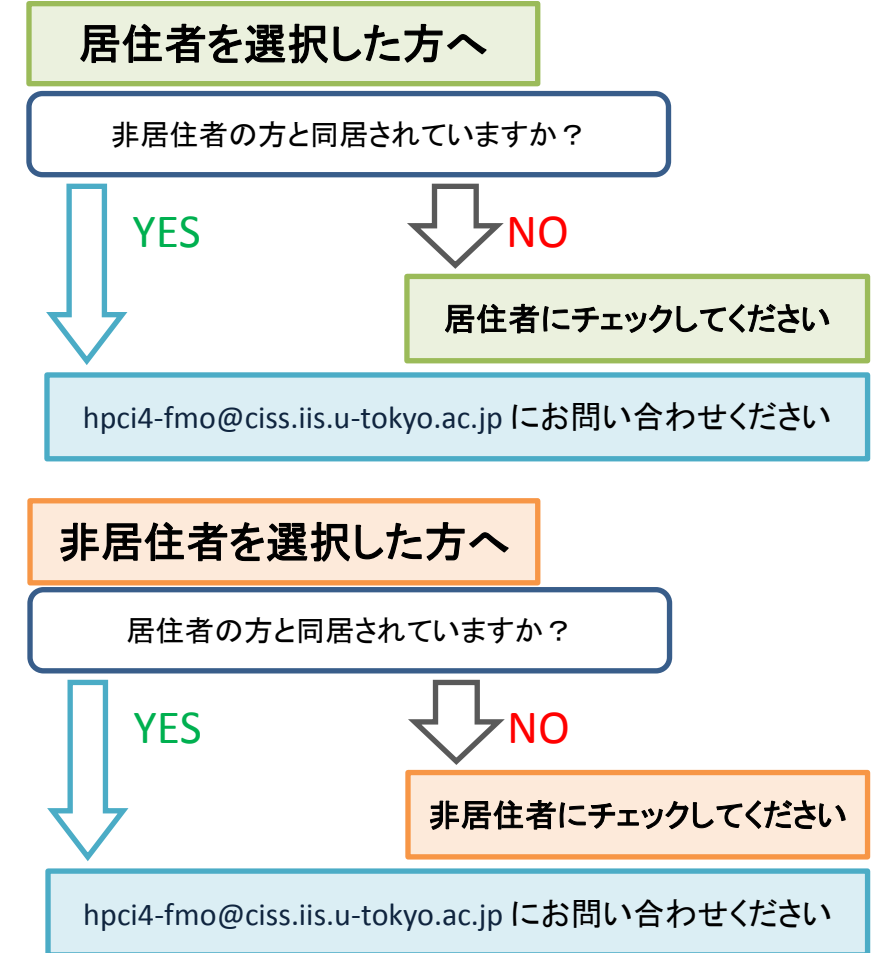 居住者を選択した方へ
非居住者の方と同居されていますか？
YES
NO
居住者にチェックしてください
hpci4-fmo@ciss.iis.u-tokyo.ac.jp にお問い合わせください
非居住者を選択した方へ
居住者の方と同居されていますか？
YES
NO
非居住者にチェックしてください
hpci4-fmo@ciss.iis.u-tokyo.ac.jp にお問い合わせください